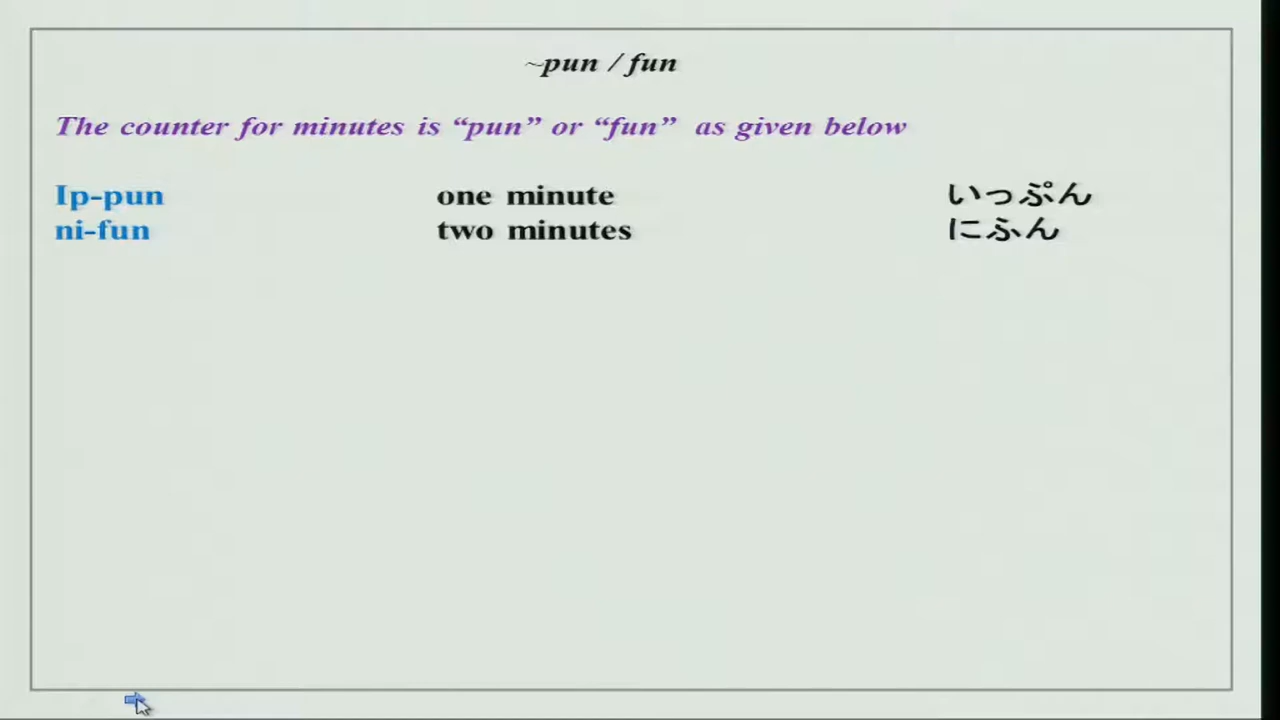 ~pun / fun
The counter for minutes is “pun” or “fun” as given below
Ip-pun one minute いっぷん
ni-fun two minutes にふん